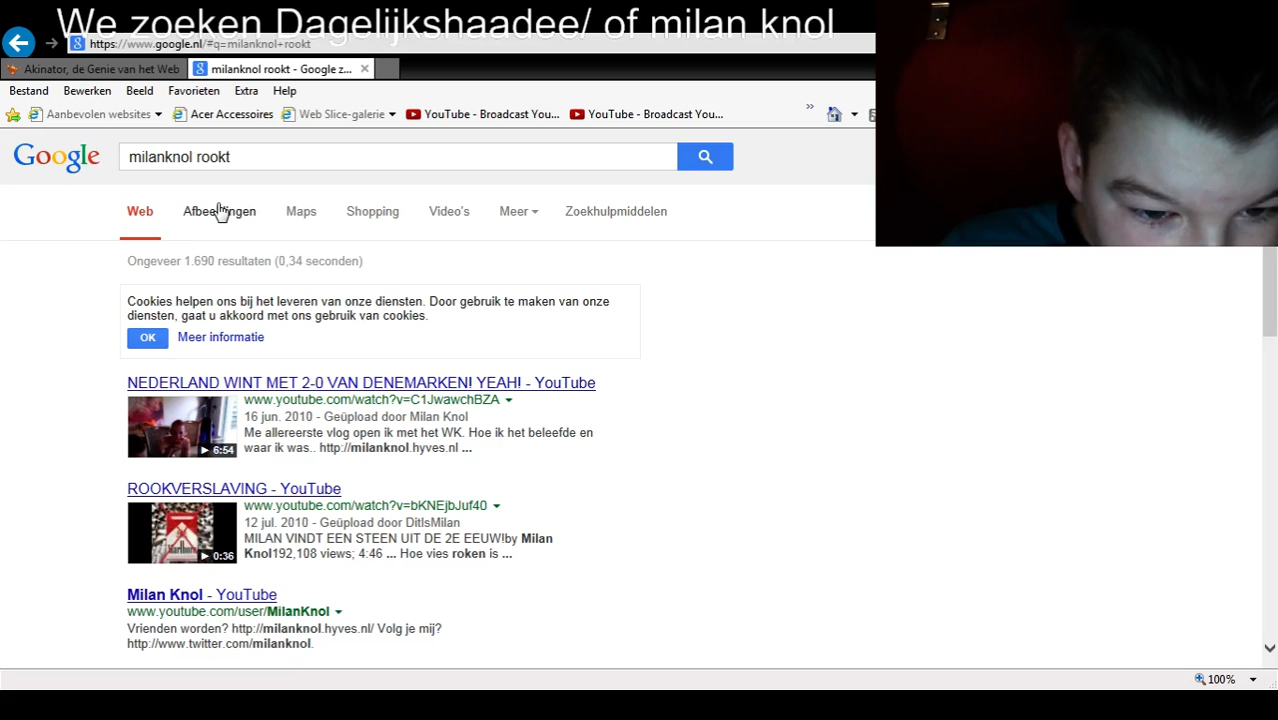 We zoeken Dagelijkshaadee/ of milan knol
https://www.google.nl/#q=milanknol+rookt
Akinator, de Genie van het Web
milanknol rookt - Google z...
Bestand Bewerken Beeld Favorieten Extra Help
Aanbevolen websites Acer Accessoires Web Slice-galerie YouTube - Broadcast You... YouTube - Broadcast You... »
Google milanknol rookt
Web Afbeeldingen Maps Shopping Video's Meer Zoekhulpmiddelen
Ongeveer 1.690 resultaten (0,34 seconden)
Cookies helpen ons bij het leveren van onze diensten. Door gebruik te maken van onze
diensten, gaat u akkoord met ons gebruik van cookies.
OK Meer informatie
NEDERLAND WINT MET 2-0 VAN DENEMARKEN! YEAH! - YouTube
www.youtube.com/watch?v=C1JwawchBZA
16 jun. 2010 - Geüpload door Milan Knol
Me allereerste vlog open ik met het WK. Hoe ik het beleefde en
waar ik was.. http://milanknol.hyves.nl ...
6:54
ROOKVERSLAVING - YouTube
www.youtube.com/watch?v=bKNEjbJuf40
12 jul. 2010 - Geüpload door DitIsMilan
MILAN VINDT EEN STEEN UIT DE 2E EEUW!by Milan
Knol192,108 views; 4:46 ... Hoe vies roken is ...
Marlboro
0:36
Milan Knol - YouTube
www.youtube.com/user/MilanKnol
Vrienden worden? http://milanknol.hyves.nl/ Volg je mij?
http://www.twitter.com/milanknol.
100%